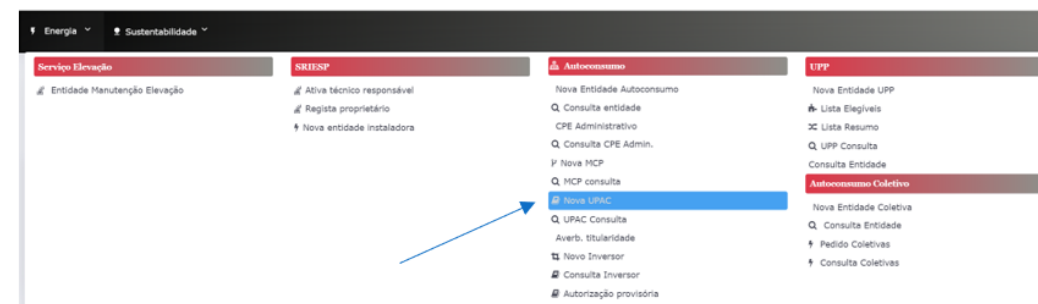 Energia
Sustentabilidade
Serviço Elevação
Entidade Manutenção Elevação
SRIESP
Ativa técnico responsável
Regista proprietário
Nova entidade instaladora
Autoconsumo
Nova Entidade Autoconsumo
Consulta entidade
CPE Administrativo
Consulta CPE Admin.
Nova MCP
MCP consulta
Nova UPAC
UPAC Consulta
Averb. titularidade
Novo Inversor
Consulta Inversor
Autorização provisória
UPP
Nova Entidade UPP
Lista Elegiveis
Lista Resumo
UPP Consulta
Consulta Entidade
Autoconsumo Coletivo
Nova Entidade Coletiva
Consulta Entidade
Pedido Coletivas
Consulta Coletivas